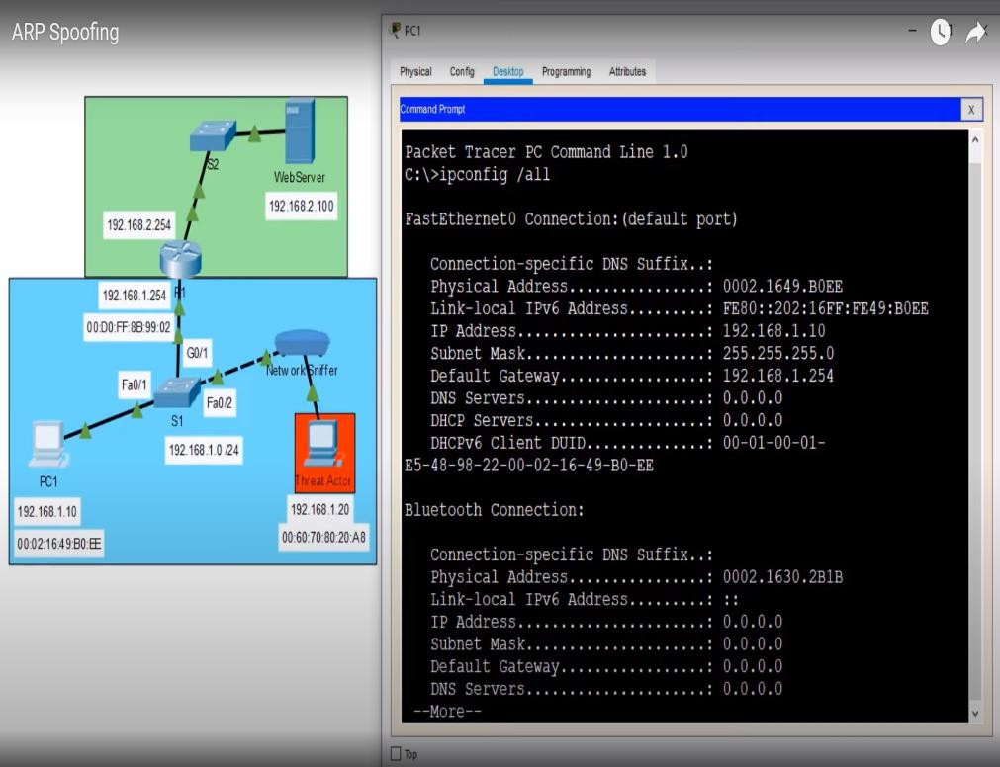 ARP Spoofing
S2
WebServer
192.168.2.100
192.168.2.254
192.168.1.254
R1
00:D0:FF:8B:99:02
G0/1
Network Sniffer
Fa0/1
Fa0/2
S1
192.168.1.0 /24
PC1
192.168.1.10
00:02:16:49:B0:EE
Threat Actor
192.168.1.20
00:60:70:80:20:A8
PC1
Physical Config Desktop Programming Attributes
Command Prompt
X
Packet Tracer PC Command Line 1.0
C:\>ipconfig /all
FastEthernet0 Connection:(default port)
Connection-specific DNS Suffix..:
Physical Address................: 0002.1649.B0EE
Link-local IPv6 Address.........: FE80::202:16FF:FE49:B0EE
IP Address......................: 192.168.1.10
Subnet Mask.....................: 255.255.255.0
Default Gateway.................: 192.168.1.254
DNS Servers.....................: 0.0.0.0
DHCP Servers....................: 0.0.0.0
DHCPv6 Client DUID..............: 00-01-00-01-
E5-48-98-22-00-02-16-49-B0-EE
Bluetooth Connection:
Connection-specific DNS Suffix..:
Physical Address................: 0002.1630.2B1B
Link-local IPv6 Address.........: ::
IP Address......................: 0.0.0.0
Subnet Mask.....................: 0.0.0.0
Default Gateway.................: 0.0.0.0
DNS Servers.....................: 0.0.0.0
--More--
Top